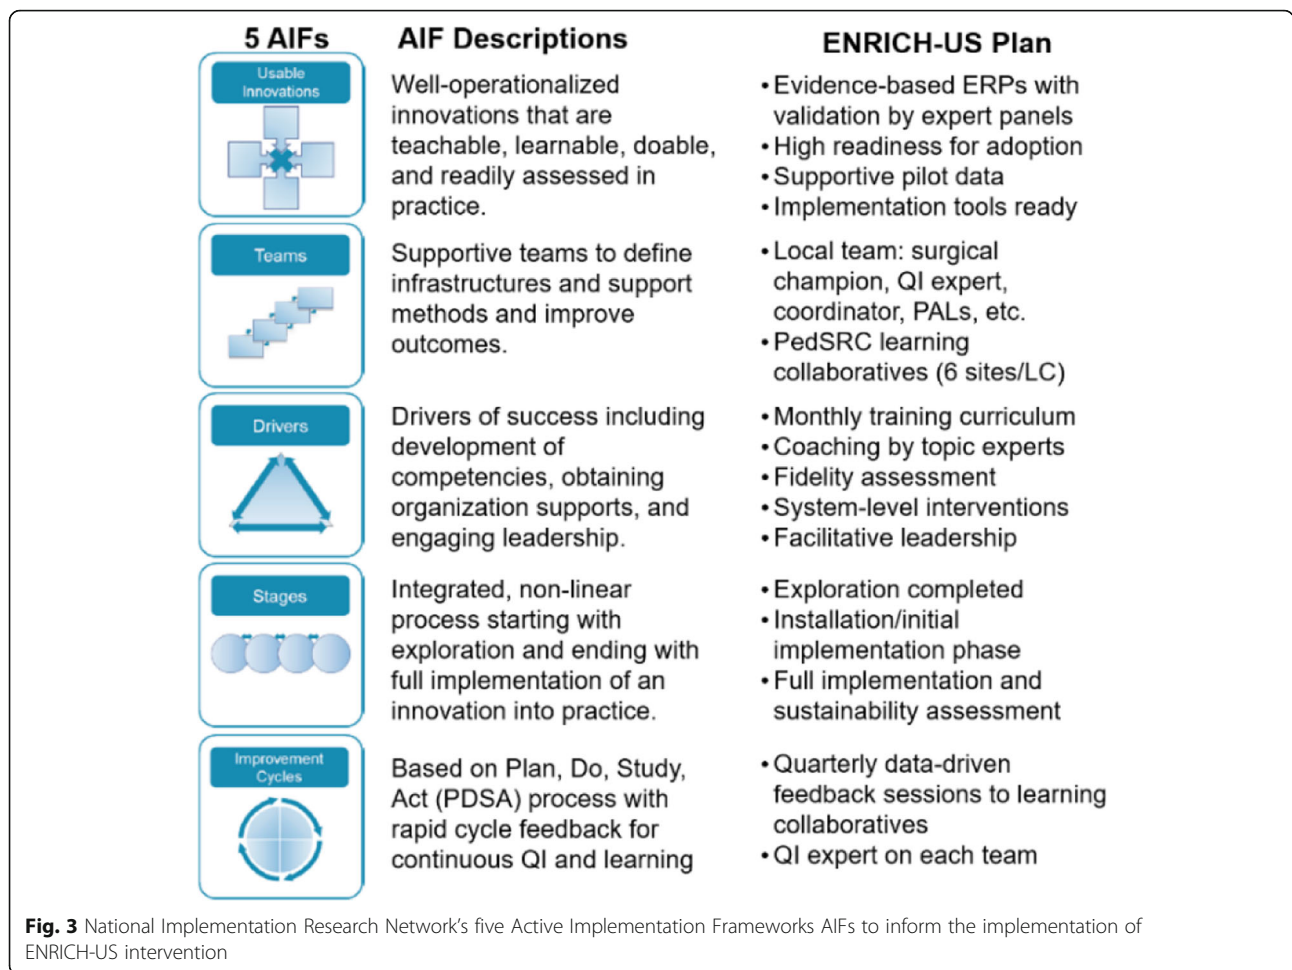 5 AIFs
AIF Descriptions
ENRICH-US Plan
Usable
Innovations
Well-operationalized
innovations that are
teachable, learnable, doable,
and readily assessed in
practice.
• Evidence-based ERPs with
validation by expert panels
• High readiness for adoption
• Supportive pilot data
• Implementation tools ready
Teams
Supportive teams to define
infrastructures and support
methods and improve
outcomes.
• Local team: surgical
champion, QI expert,
coordinator, PALs, etc.
• PedSRC learning
collaboratives (6 sites/LC)
Drivers
Drivers of success including
development of
competencies, obtaining
organization supports, and
engaging leadership.
• Monthly training curriculum
• Coaching by topic experts
• Fidelity assessment
• System-level interventions
• Facilitative leadership
Stages
Integrated, non-linear
process starting with
exploration and ending with
full implementation of an
innovation into practice.
• Exploration completed
• Installation/initial
implementation phase
• Full implementation and
sustainability assessment
Improvement
Cycles
Based on Plan, Do, Study,
Act (PDSA) process with
rapid cycle feedback for
continuous QI and learning
• Quarterly data-driven
feedback sessions to learning
collaboratives
• QI expert on each team
Fig. 3 National Implementation Research Network's five Active Implementation Frameworks AIFs to inform the implementation of
ENRICH-US intervention